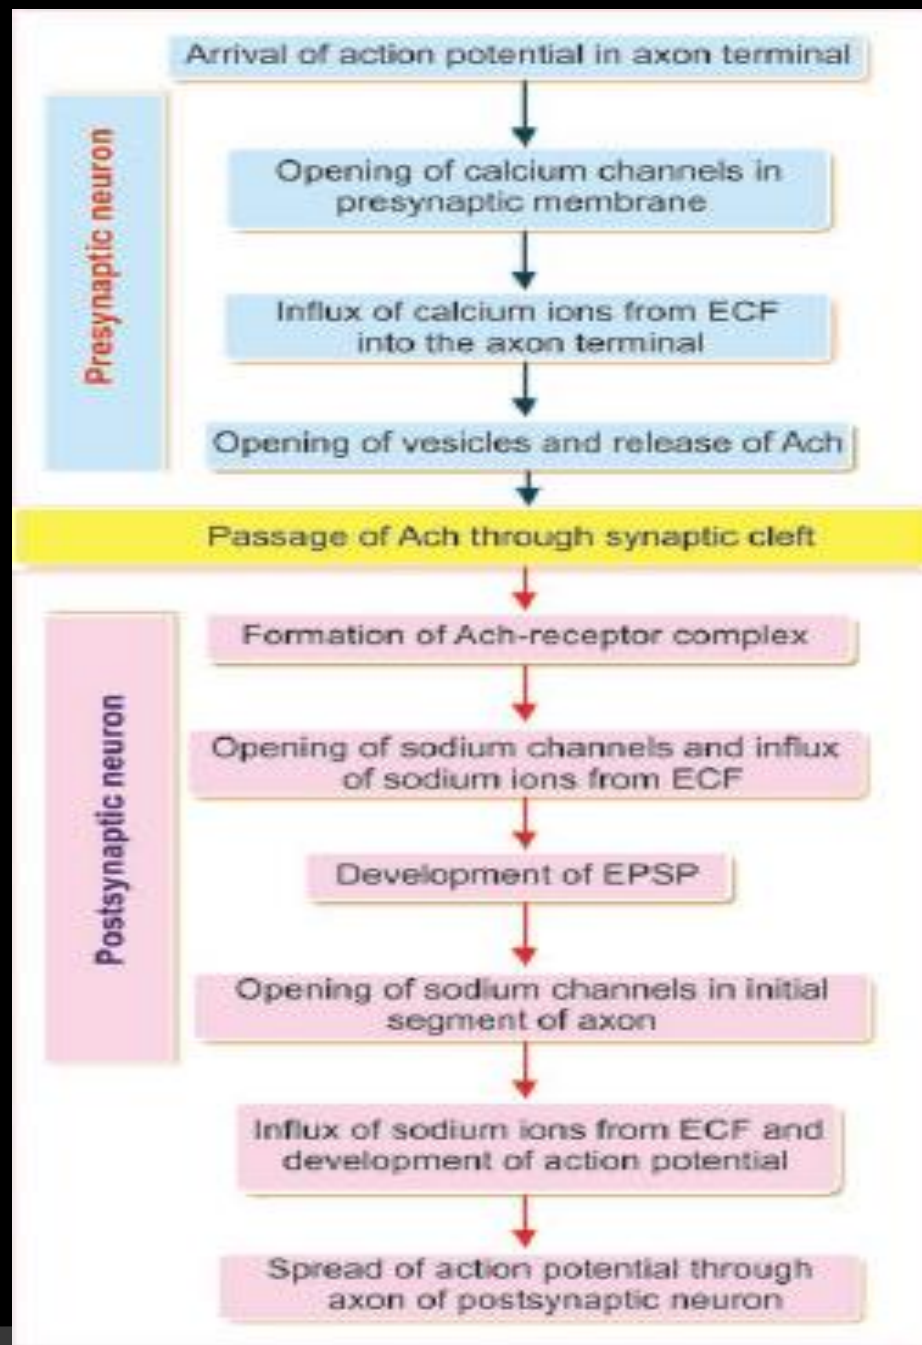 Arrival of action potential in axon terminal
Presynaptic neuron
Opening of calcium channels in
presynaptic membrane
Influx of calcium ions from ECF
into the axon terminal
Opening of vesicles and release of Ach
Passage of Ach through synaptic cleft
Postsynaptic neuron
Formation of Ach-receptor complex
Opening of sodium channels and influx
of sodium ions from ECF
Development of EPSP
Opening of sodium channels in initial
segment of axon
Influx of sodium ions from ECF and
development of action potential
Spread of action potential through
axon of postsynaptic neuron